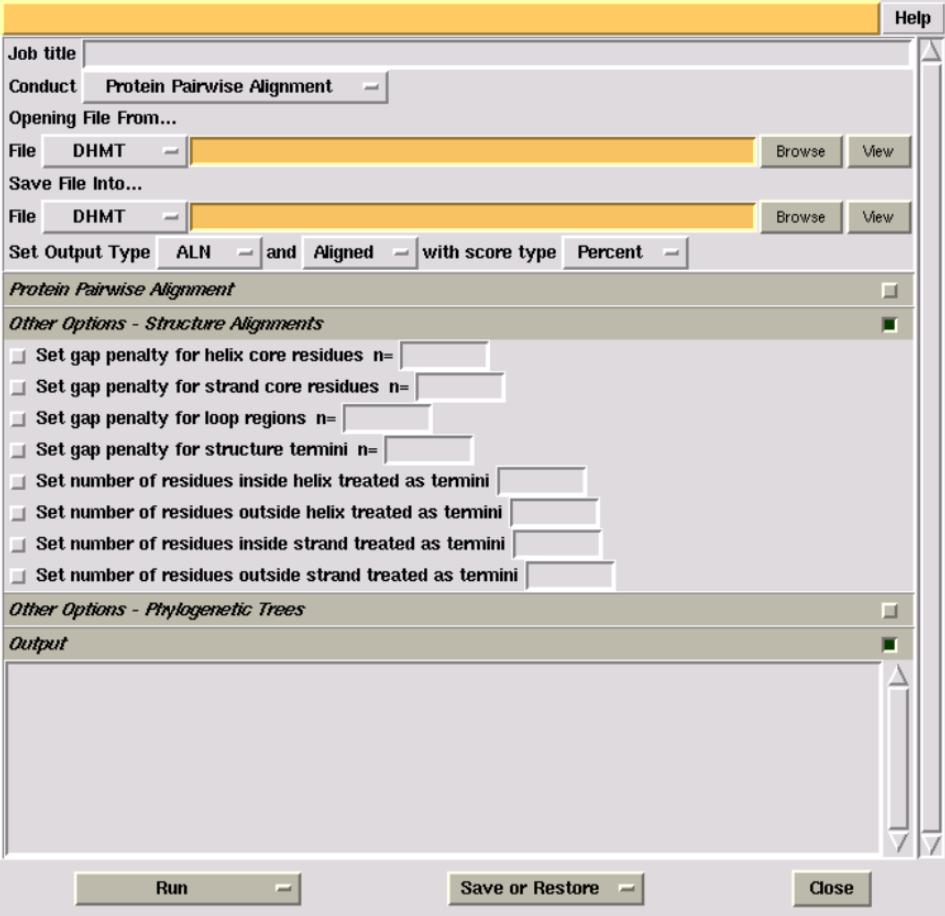 Help
Job title
Conduct Protein Pairwise Alignment
Opening File From...
File DHMT Browse View
Save File Into...
File DHMT Browse View
Set Output Type ALN and Aligned with score type Percent
Protein Pairwise Alignment
Other Options - Structure Alignments
Set gap penalty for helix core residues n=
Set gap penalty for strand core residues n=
Set gap penalty for loop regions n=
Set gap penalty for structure termini n=
Set number of residues inside helix treated as termini
Set number of residues outside helix treated as termini
Set number of residues inside strand treated as termini
Set number of residues outside strand treated as termini
Other Options - Phylogenetic Trees
Output
Run Save or Restore Close